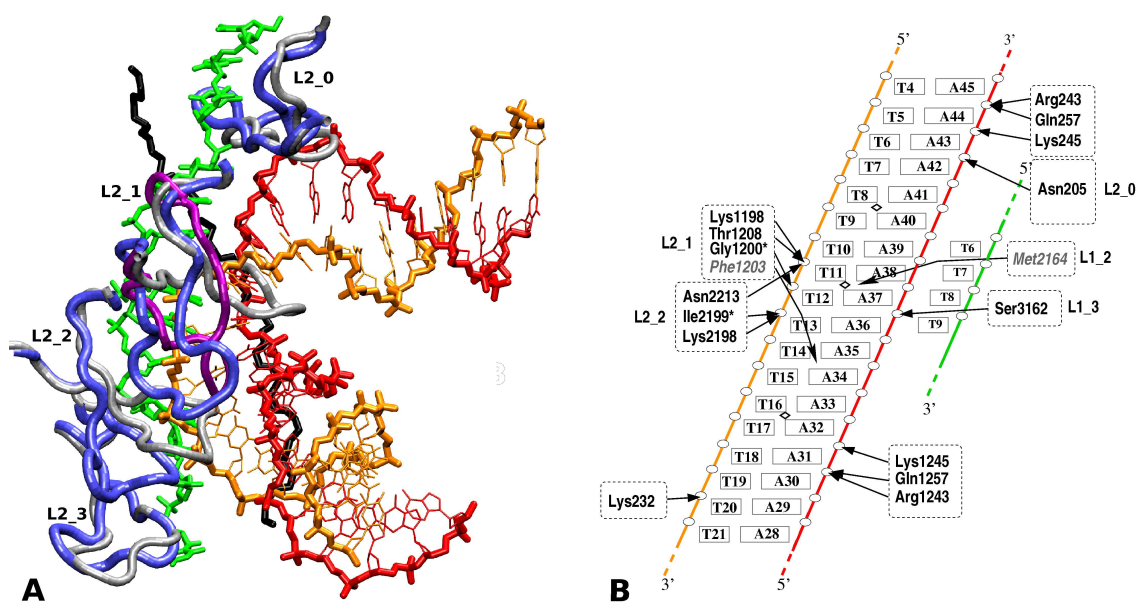 L2_0
L2_1
L2_2
L2_3
A
5’
3’
T4 A45
T5 A44
T6 A43
T7 A42
T8 A41
T9 A40
T10 A39
T11 A38
T12 A37
T13 A36
T14 A35
T15 A34
T16 A33
T17 A32
T18 A31
T19 A30
T20 A29
T21 A28
3’
5’
5’
T6
T7
T8
T9
3’
Arg243
Gln257
Lys245
Asn205
L2_0
Met2164
L1_2
Ser3162
L1_3
L2_1
Lys1198
Thr1208
Gly1200*
Phe1203
L2_2
Asn2213
Ile2199*
Lys2198
Lys1245
Gln1257
Arg1243
Lys232
B